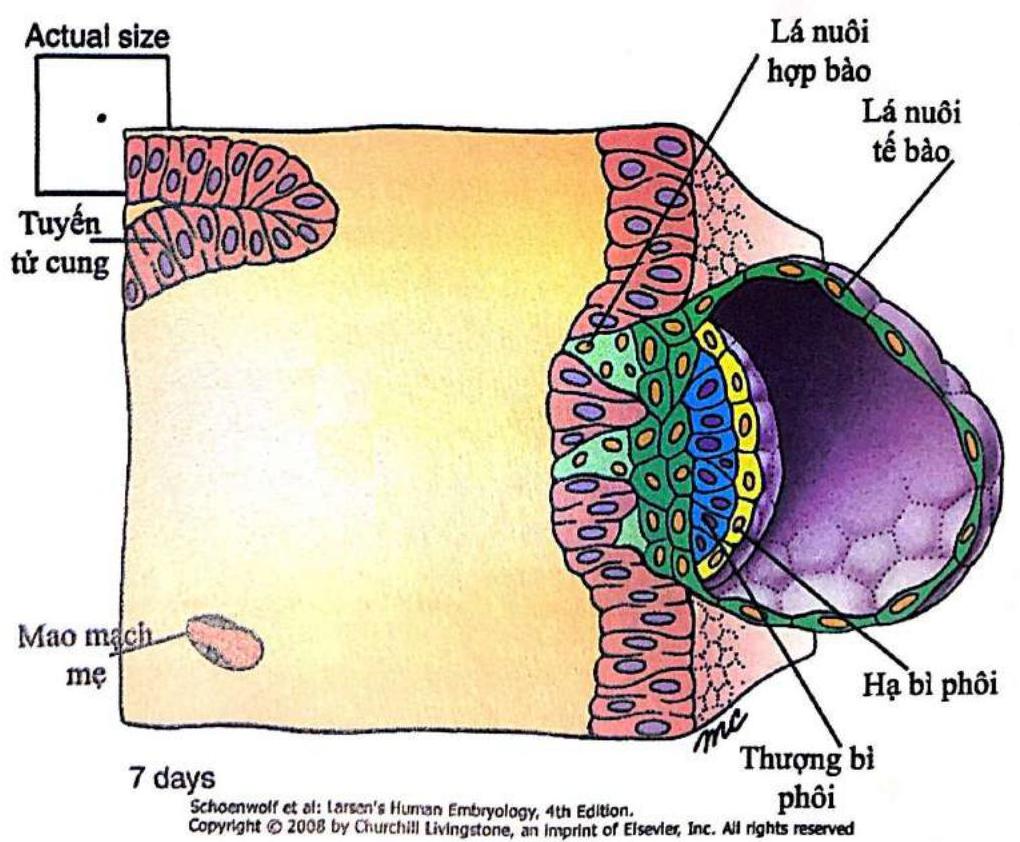 Actual size
Lá nuôi
hợp bào
Lá nuôi
tế bào
Tuyến
tử cung
Mao mạch
mẹ
Hạ bì phôi
Thượng bì
phôi
mc
7 days
Schoenwolf et al: Larsen's Human Embryology, 4th Edition.
Copyright © 2008 by Churchill Livingstone, an imprint of Elsevier, Inc. All rights reserved